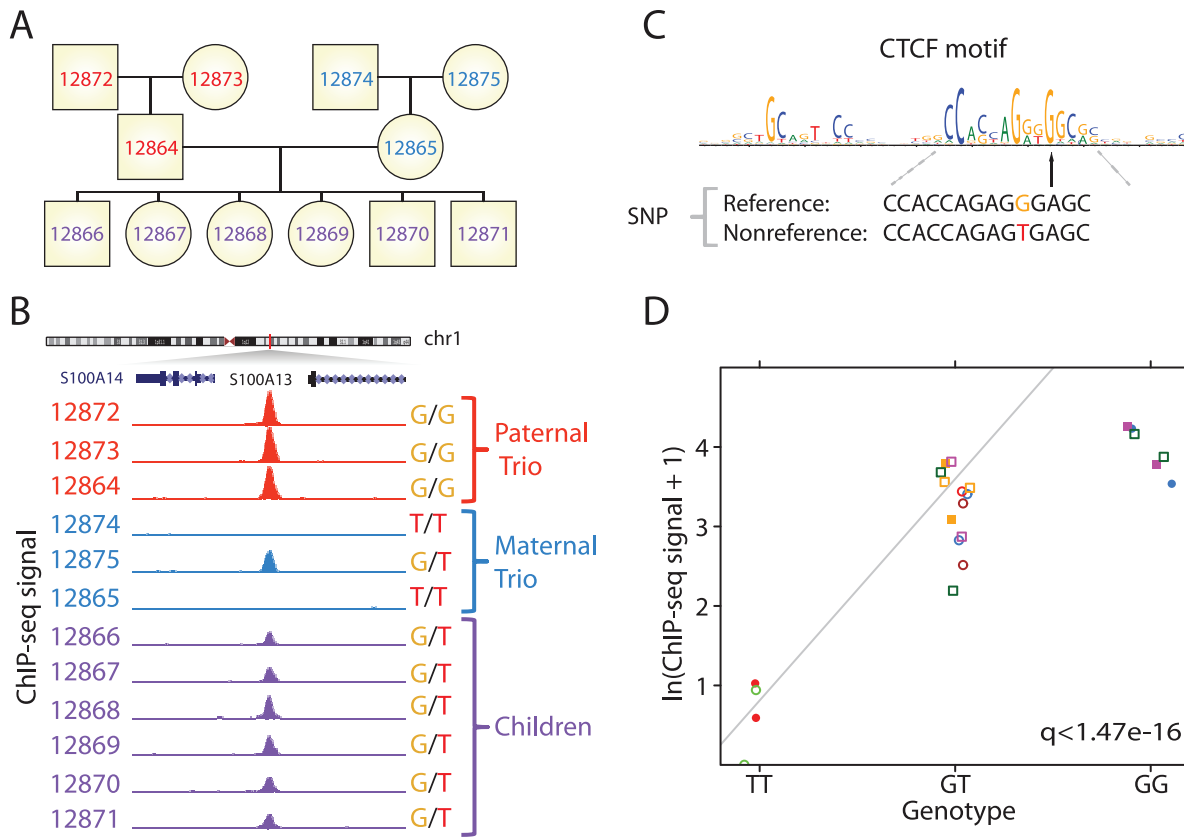 A
12872 12873 12874 12875
12864 12865
12866 12867 12868 12869 12870 12871
B
chr1
S100A14 S100A13
ChIP-seq signal
12872 G/G
12873 G/G
12864 G/G
Paternal
Trio
12874 T/T
12875 G/T
12865 T/T
Maternal
Trio
12866 G/T
12867 G/T
12868 G/T
12869 G/T
12870 G/T
12871 G/T
Children
C
CTCF motif
SNP
Reference: CCACCAGAGGGAGC
Nonreference: CCACCAGAGTGAGC
D
ln(ChIP-seq signal + 1)
4
3
2
1
q<1.47e-16
TT GT GG
Genotype